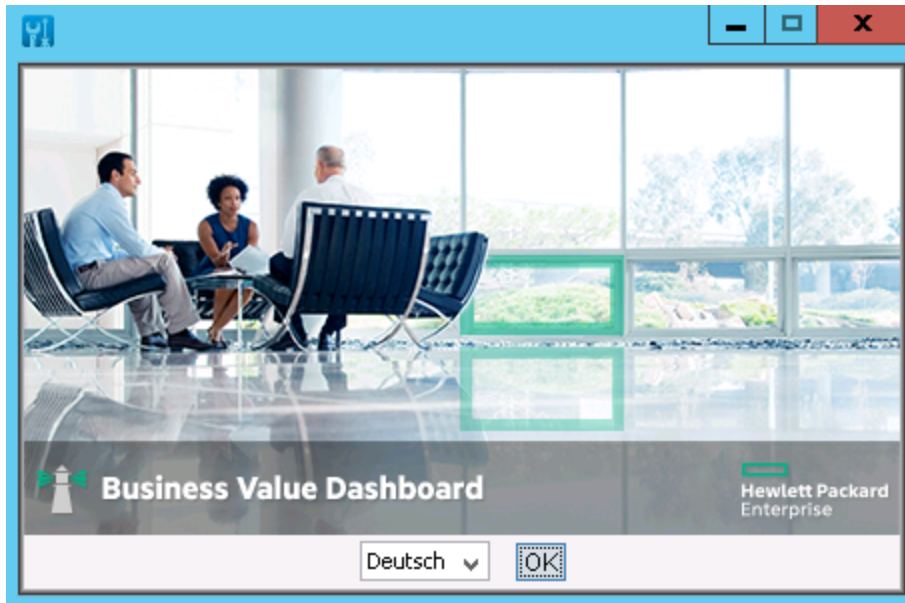 Business Value Dashboard
Hewlett Packard
Enterprise
Deutsch
OK